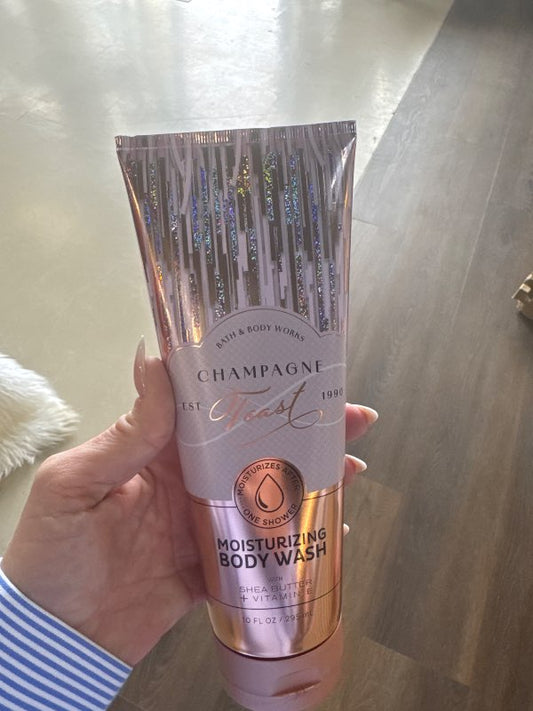 BATH & BODY WORKS
CHAMPAGNE
EST Toast 1990
MOISTURIZES AFTER
ONE SHOWER
MOISTURIZING
BODY WASH
WITH
SHEA BUTTER
+ VITAMIN E
10 FL OZ / 295 mL